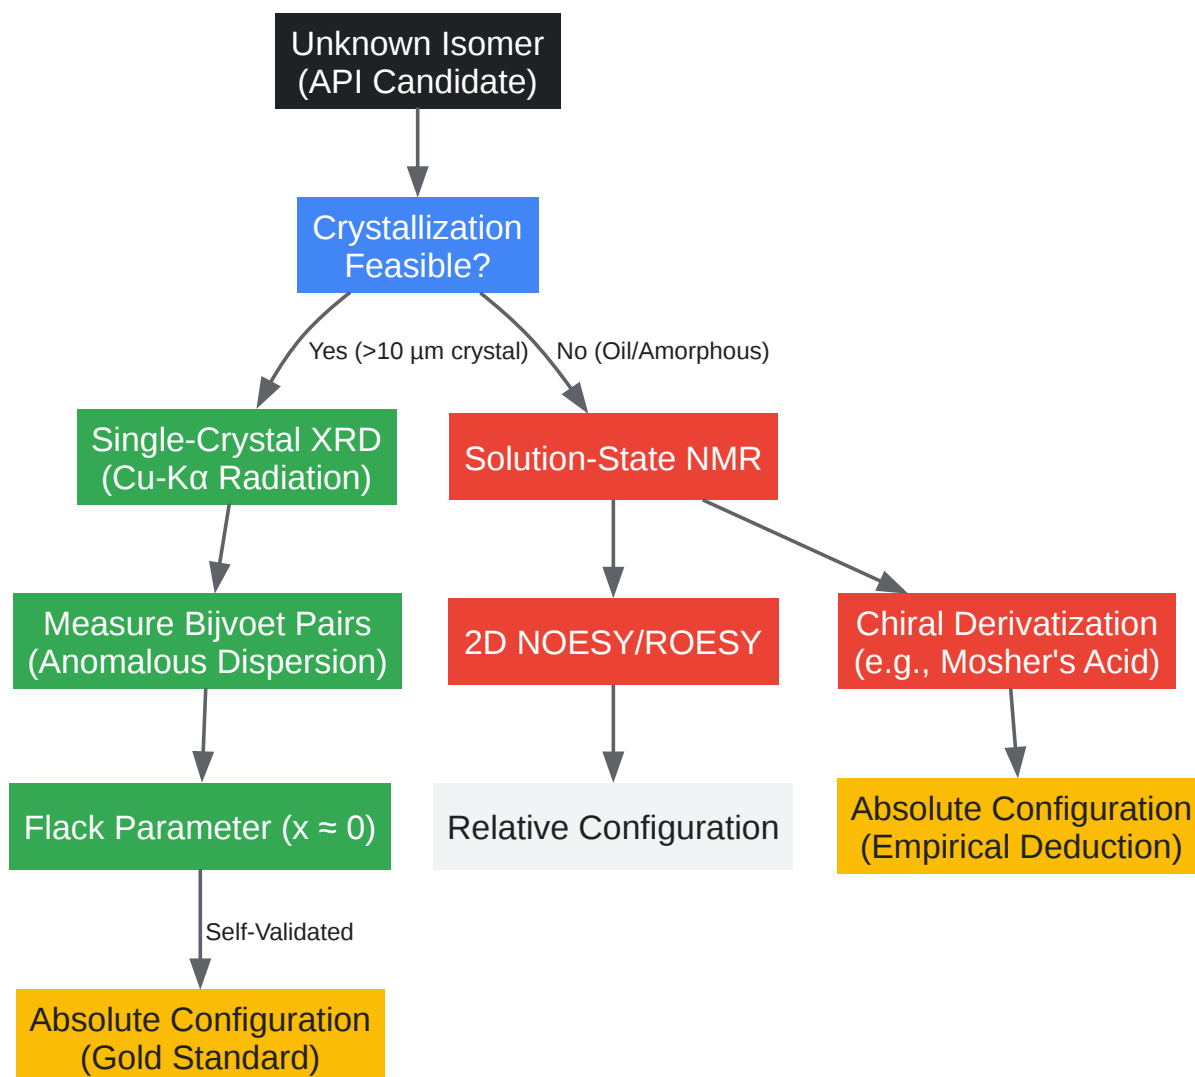 Unknown Isomer
(API Candidate)
Crystallization
Feasible?
Yes (>10 µm crystal)
No (Oil/Amorphous)
Single-Crystal XRD
(Cu-Kα Radiation)
Solution-State NMR
Measure Bijvoet Pairs
(Anomalous Dispersion)
2D NOESY/ROESY
Chiral Derivatization
(e.g., Mosher's Acid)
Flack Parameter (x ≈ 0)
Relative Configuration
Absolute Configuration
(Empirical Deduction)
Self-Validated
Absolute Configuration
(Gold Standard)